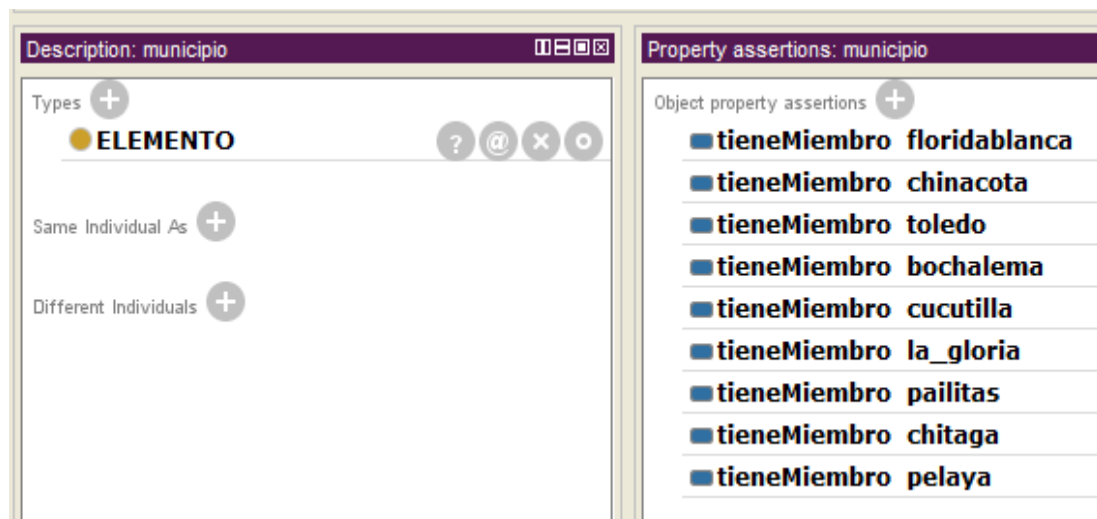 Description: municipio
Types
ELEMENTO
Same Individual As
Different Individuals
Property assertions: municipio
Object property assertions
tieneMiembro floridablanca
tieneMiembro chinacota
tieneMiembro toledo
tieneMiembro bochalema
tieneMiembro cucutilla
tieneMiembro la_gloria
tieneMiembro pailitas
tieneMiembro chitaga
tieneMiembro pelaya